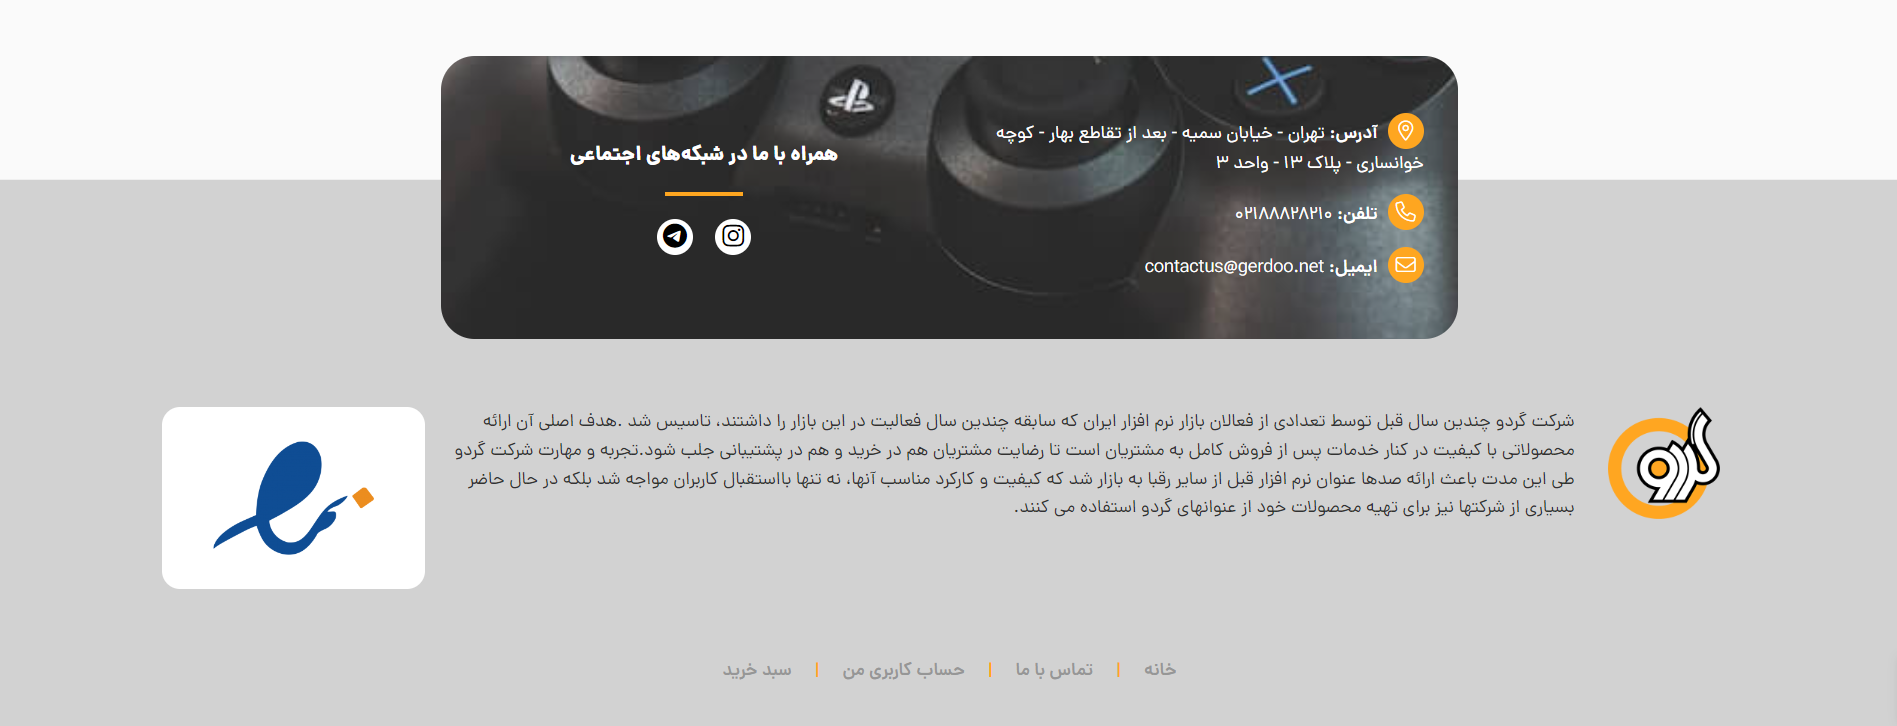 آدرس: تهران - خیابان سمیه - بعد از تقاطع بهار - کوچه
خوانساری - پلاک ۱۳ - واحد ۳
تلفن: ۰۲۱۸۸۸۲۸۲۱۰
ایمیل: contactus@gerdoo.net
همراه با ما در شبکه‌های اجتماعی
گردو
شرکت گردو چندین سال قبل توسط تعدادی از فعالان بازار نرم افزار ایران که سابقه چندین سال فعالیت در این بازار را داشتند، تاسیس شد .هدف اصلی آن ارائه
محصولاتی با کیفیت در کنار خدمات پس از فروش کامل به مشتریان است تا رضایت مشتریان هم در خرید و هم در پشتیبانی جلب شود.تجربه و مهارت شرکت گردو
طی این مدت باعث ارائه صدها عنوان نرم افزار قبل از سایر رقبا به بازار شد که کیفیت و کارکرد مناسب آنها، نه تنها بااستقبال کاربران مواجه شد بلکه در حال حاضر
بسیاری از شرکتها نیز برای تهیه محصولات خود از عنوانهای گردو استفاده می کنند.
خانه | تماس با ما | حساب کاربری من | سبد خرید